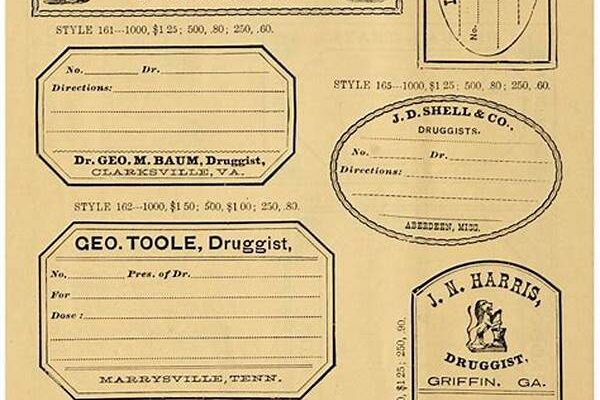 STYLE 161---1000, $1 25; 500, .80; 250, .60.
No. Dr.
Directions:
Dr. GEO. M. BAUM, Druggist,
CLARKSVILLE, VA.
STYLE 162---1000, $1 50; 500, $1 00; 250, .80.
GEO. TOOLE, Druggist,
No. Pres. of Dr.
For
Dose:
MARRYSVILLE, TENN.
No.
STYLE 165---1000, $1 25; 500, .80; 250, .60.
J. D. SHELL & CO.,
DRUGGISTS.
No. Dr.
Directions:
ABERDEEN, MISS.
$1 25; 250, .90.
J. N. HARRIS,
DRUGGIST,
GRIFFIN, GA.